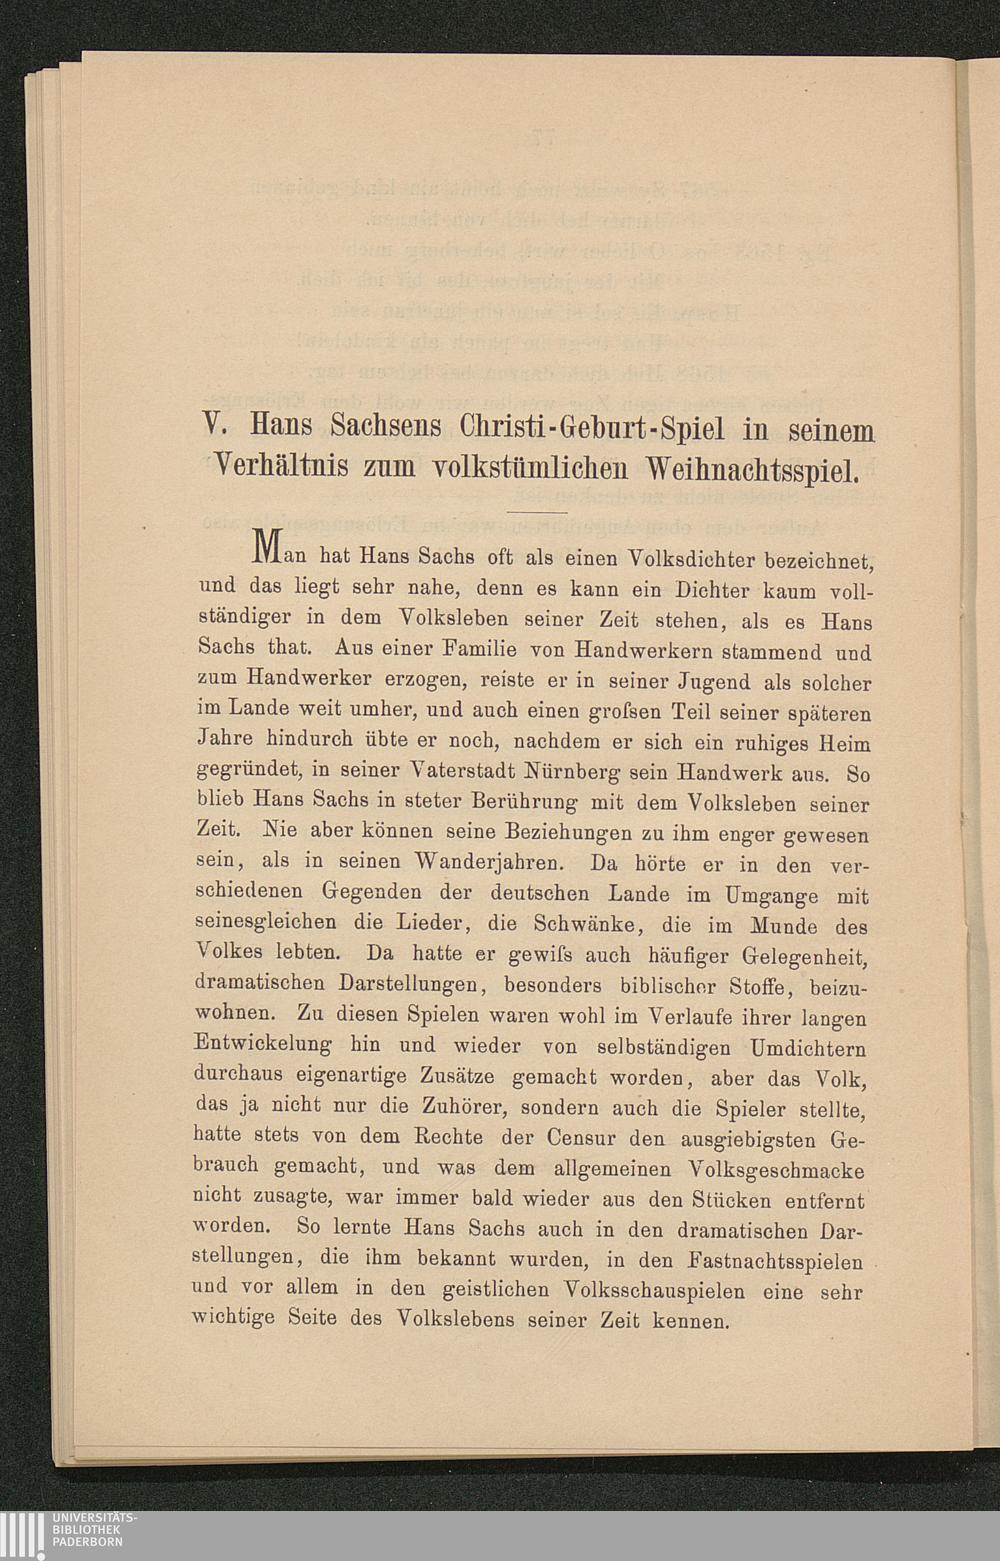 V. Hans Sachsens Christi-Geburt-Spiel in seinem
Verhältnis zum volkstümlichen Weihnachtsspiel.
Man hat Hans Sachs oft als einen Volksdichter bezeichnet,
und das liegt sehr nahe, denn es kann ein Dichter kaum voll-
ständiger in dem Volksleben seiner Zeit stehen, als es Hans
Sachs that. Aus einer Familie von Handwerkern stammend und
zum Handwerker erzogen, reiste er in seiner Jugend als solcher
im Lande weit umher, und auch einen groſsen Teil seiner späteren
Jahre hindurch übte er noch, nachdem er sich ein ruhiges Heim
gegründet, in seiner Vaterstadt Nürnberg sein Handwerk aus. So
blieb Hans Sachs in steter Berührung mit dem Volksleben seiner
Zeit. Nie aber können seine Beziehungen zu ihm enger gewesen
sein, als in seinen Wanderjahren. Da hörte er in den ver-
schiedenen Gegenden der deutschen Lande im Umgange mit
seinesgleichen die Lieder, die Schwänke, die im Munde des
Volkes lebten. Da hatte er gewiſs auch häufiger Gelegenheit,
dramatischen Darstellungen, besonders biblischer Stoffe, beizu-
wohnen. Zu diesen Spielen waren wohl im Verlaufe ihrer langen
Entwickelung hin und wieder von selbständigen Umdichtern
durchaus eigenartige Zusätze gemacht worden, aber das Volk,
das ja nicht nur die Zuhörer, sondern auch die Spieler stellte,
hatte stets von dem Rechte der Censur den ausgiebigsten Ge-
brauch gemacht, und was dem allgemeinen Volksgeschmacke
nicht zusagte, war immer bald wieder aus den Stücken entfernt
worden. So lernte Hans Sachs auch in den dramatischen Dar-
stellungen, die ihm bekannt wurden, in den Fastnachtsspielen
und vor allem in den geistlichen Volksschauspielen eine sehr
wichtige Seite des Volkslebens seiner Zeit kennen.
UNIVERSITÄTS-
BIBLIOTHEK
PADERBORN